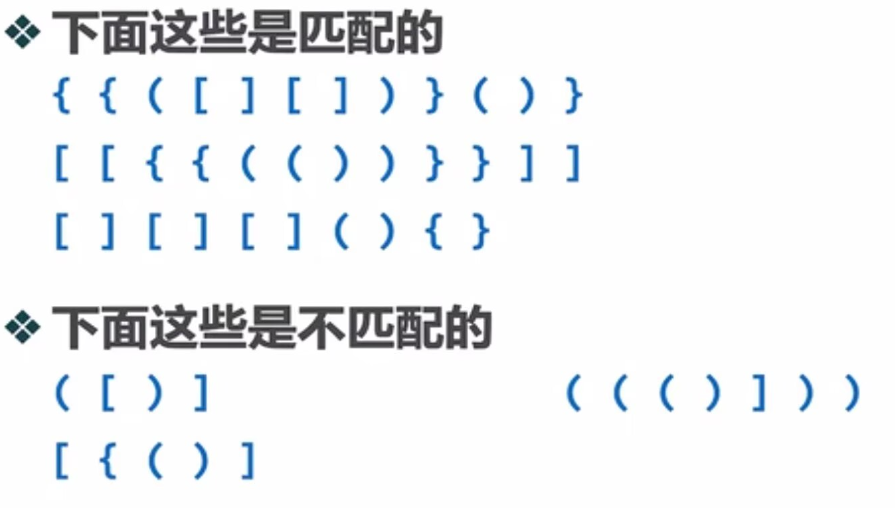 ❖ 下面这些是匹配的
{ { ( [ ] [ ] ) } ( ) }
[ [ { { ( ( ) ) } } ] ]
[ ] [ ] [ ] ( ) { }
❖ 下面这些是不匹配的
( [ ) ] ( ( ( ) ] ) )
[ { ( ) ]